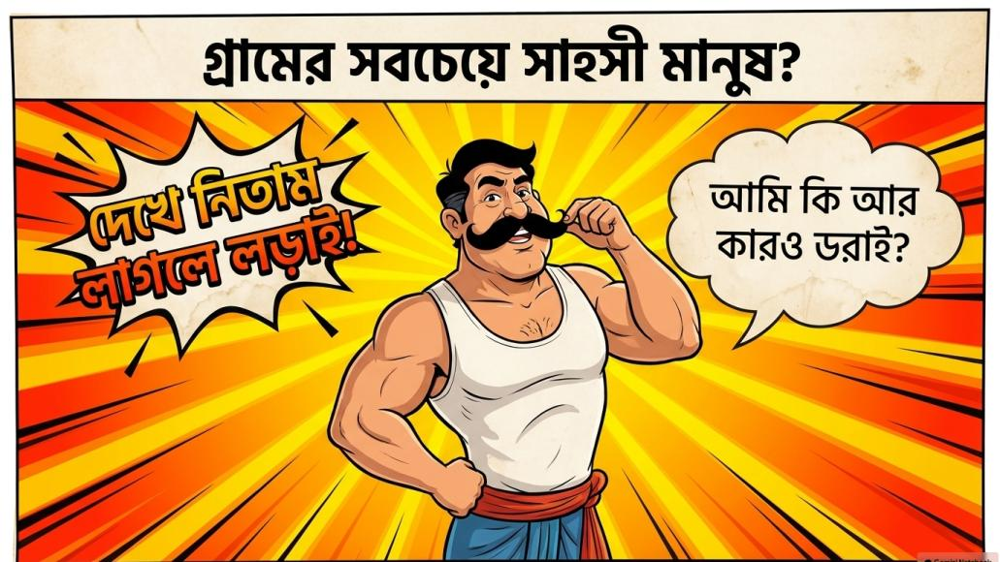 গ্রামের সবচেয়ে সাহসী মানুষ?
দেখে নিতাম
লাগলে লড়াই!
আমি কি আর
কারও ডরাই?